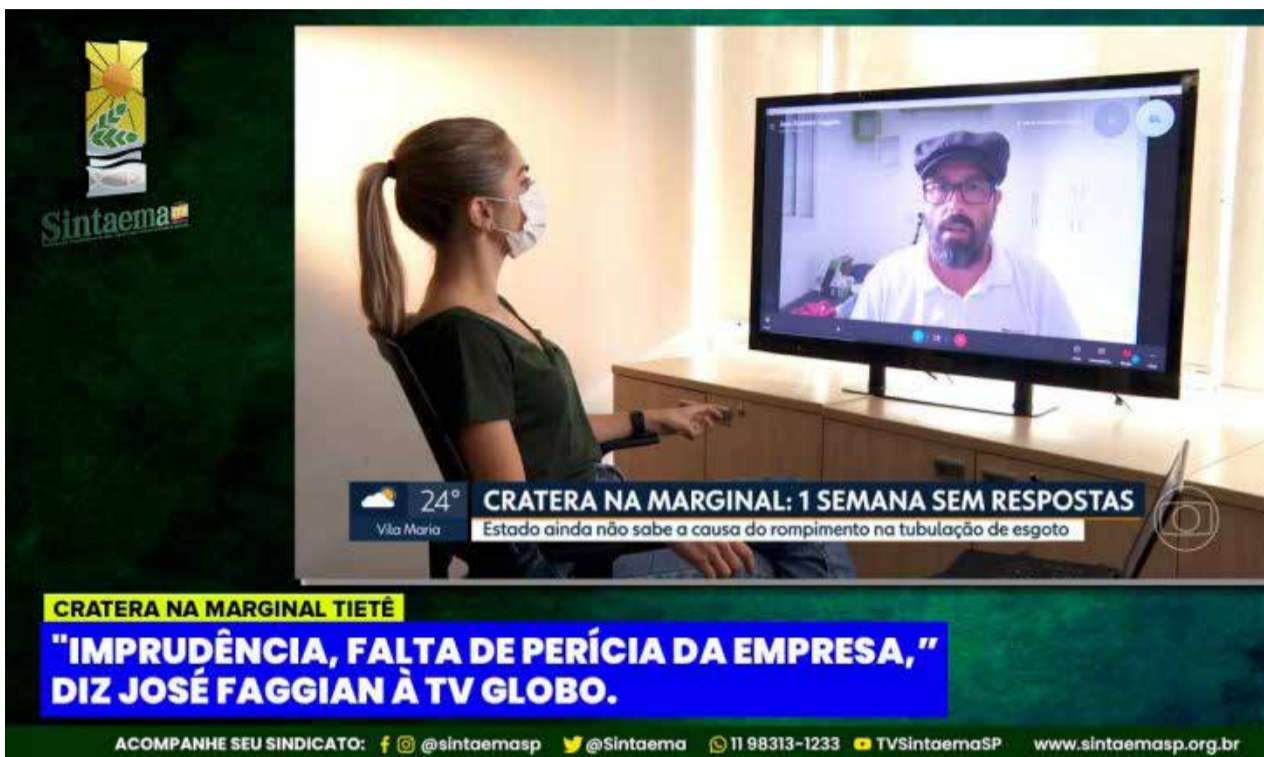 Sintaema
24°
Vila Maria
CRATERA NA MARGINAL: 1 SEMANA SEM RESPOSTAS
Estado ainda não sabe a causa do rompimento na tubulação de esgoto
CRATERA NA MARGINAL TIETÊ
"IMPRUDÊNCIA, FALTA DE PERÍCIA DA EMPRESA,”
DIZ JOSÉ FAGGIAN À TV GLOBO.
ACOMPANHE SEU SINDICATO: @sintaemasp @Sintaema 11 98313-1233 TVSintaemaSP www.sintaemasp.org.br